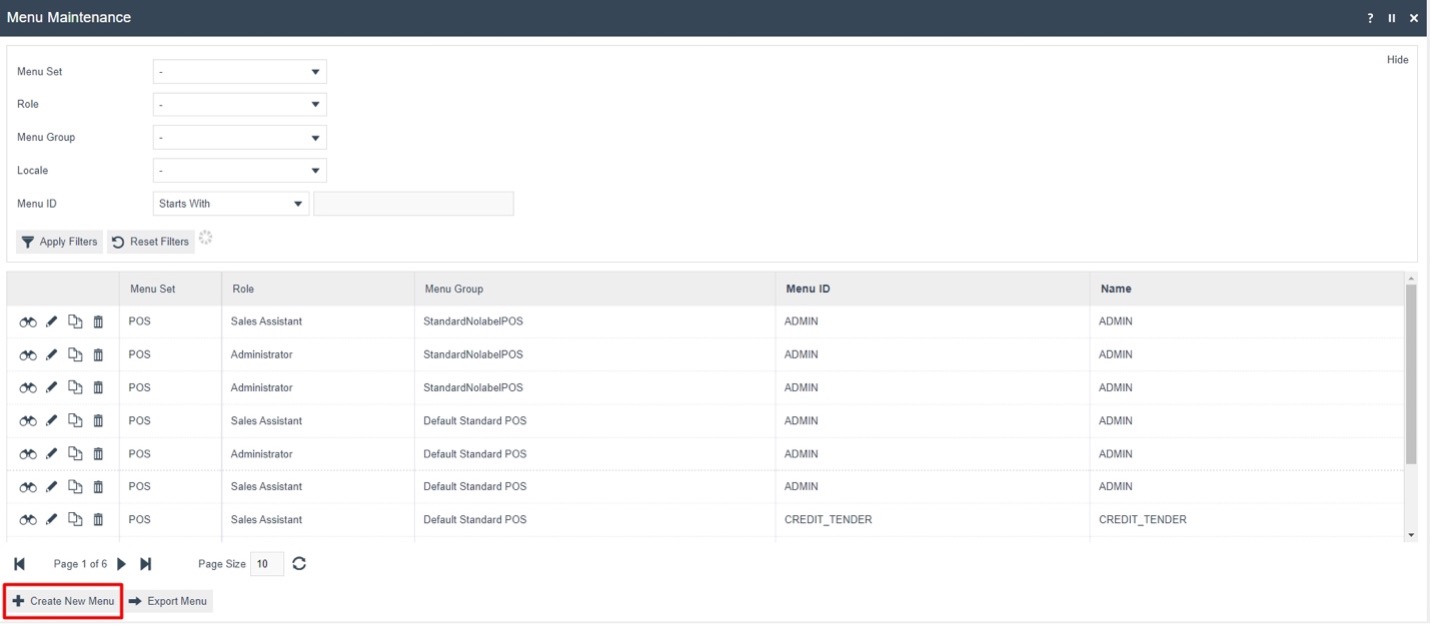 Menu Maintenance ?
Hide
Menu Set -
Role -
Menu Group -
Locale -
Menu ID Starts With
Apply Filters Reset Filters
Menu Set Role Menu Group Menu ID Name
POS Sales Assistant StandardNolabelPOS ADMIN ADMIN
POS Administrator StandardNolabelPOS ADMIN ADMIN
POS Administrator StandardNolabelPOS ADMIN ADMIN
POS Sales Assistant Default Standard POS ADMIN ADMIN
POS Administrator Default Standard POS ADMIN ADMIN
POS Sales Assistant Default Standard POS ADMIN ADMIN
POS Sales Assistant Default Standard POS CREDIT_TENDER CREDIT_TENDER
Page 1 of 6 Page Size 10
Create New Menu Export Menu